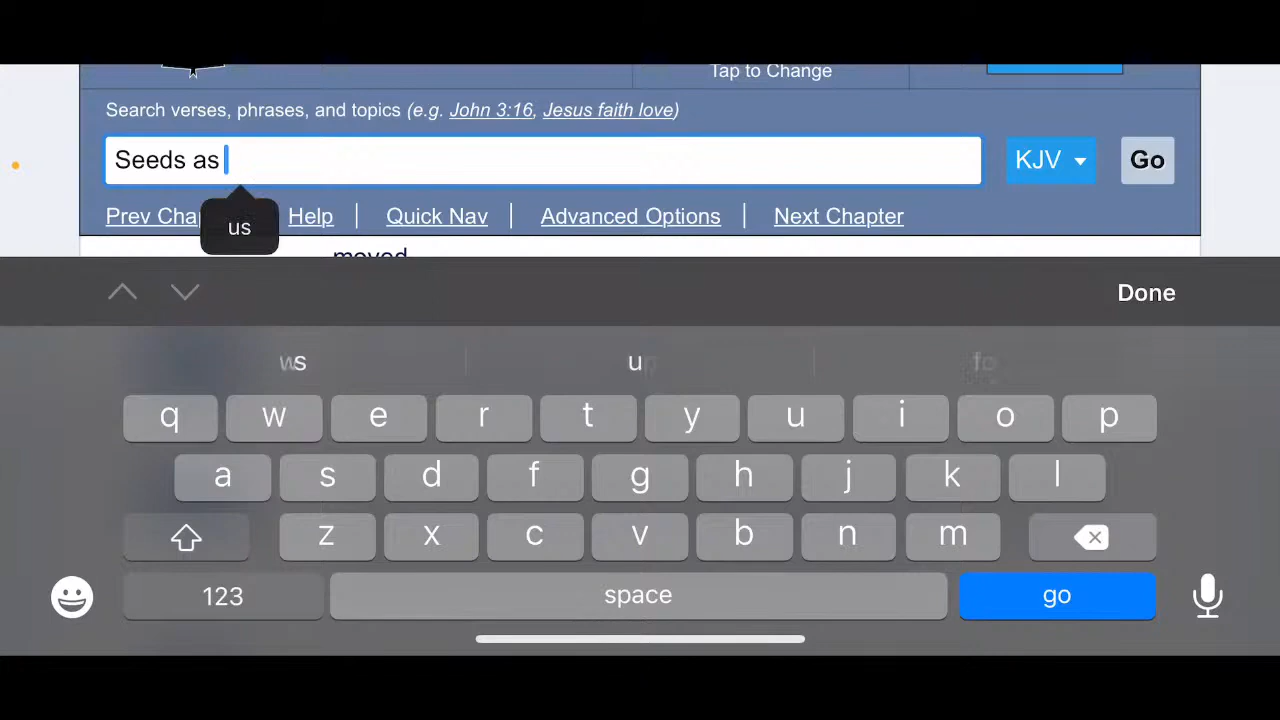 Tap to Change
Search verses, phrases, and topics (e.g. John 3:16, Jesus faith love)
Seeds as
KJV
Go
us
Prev Help | Quick Nav | Advanced Options | Next Chapter
moved
Done
q w e r t y u i o p
a s d f g h j k l
z x c v b n m
123 space go